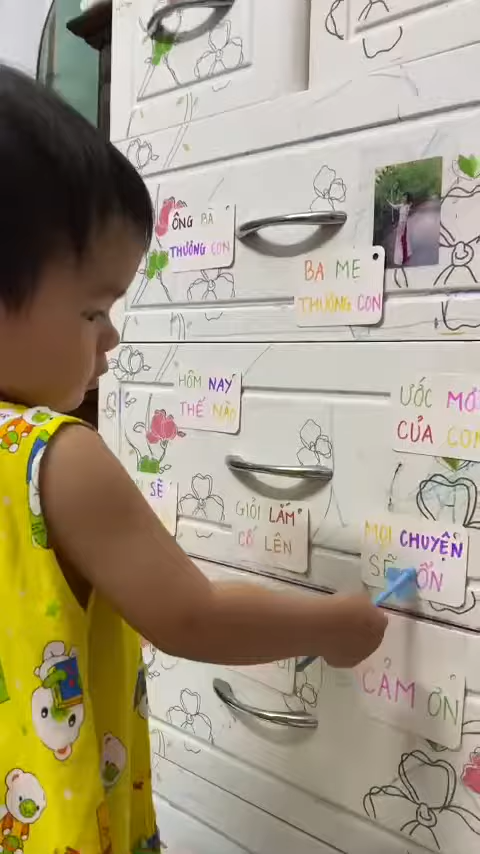 ÔNG BÀ
THƯƠNG CON
BA MẸ
THƯƠNG CON
HÔM NAY
THẾ NÀO
ƯỚC MƠ
CỦA CON
SẼ
GIỎI LẮM
CỐ LÊN
MỌI CHUYỆN
SẼ ỔN
CẢM ƠN